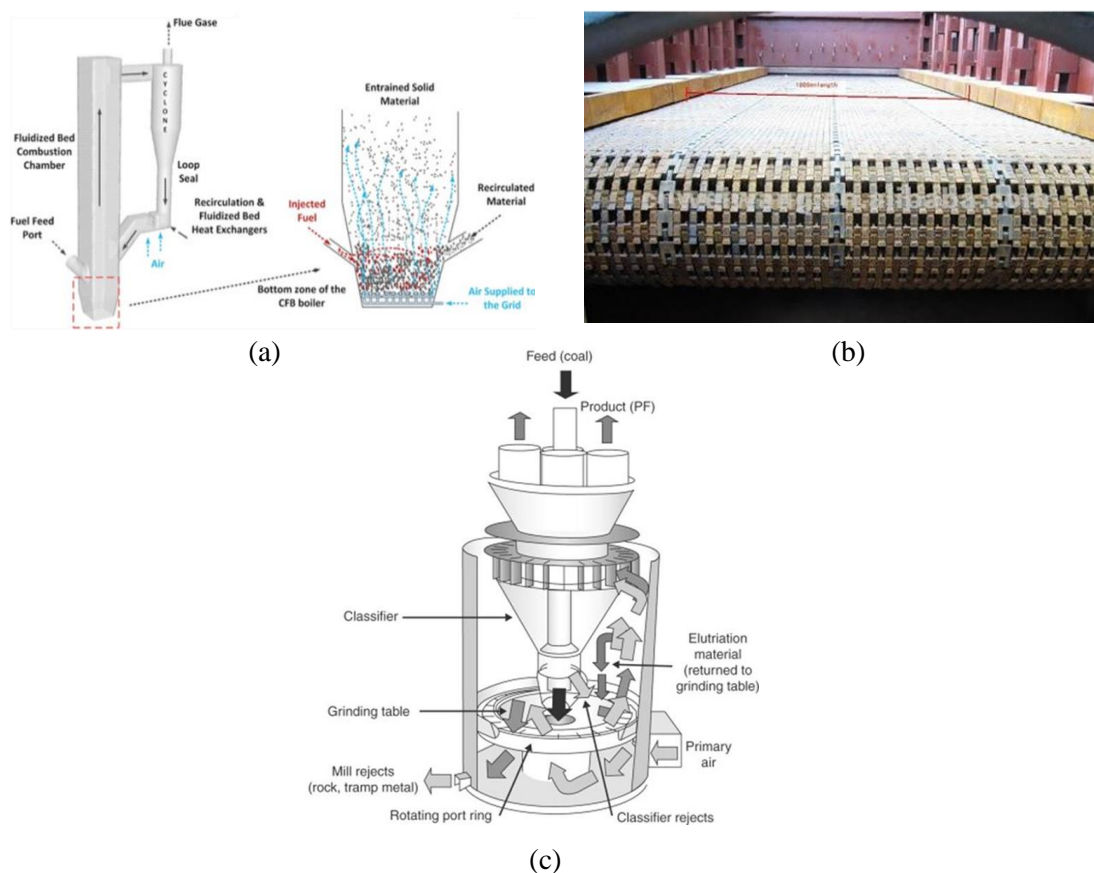 Flue Gase
CYCLONE
Fluidized Bed
Combustion
Chamber
Loop
Seal
Fuel Feed
Port
Recirculation &
Fluidized Bed
Heat Exchangers
Air
Entrained Solid
Material
Injected
Fuel
Recirculated
Material
Bottom zone of the
CFB boiler
Air Supplied to
the Grid
(a)
(b)
Feed (coal)
Product (PF)
Classifier
Elutriation
material
(returned to
grinding table)
Grinding table
Primary
air
Mill rejects
(rock, tramp metal)
Rotating port ring
Classifier rejects
(c)